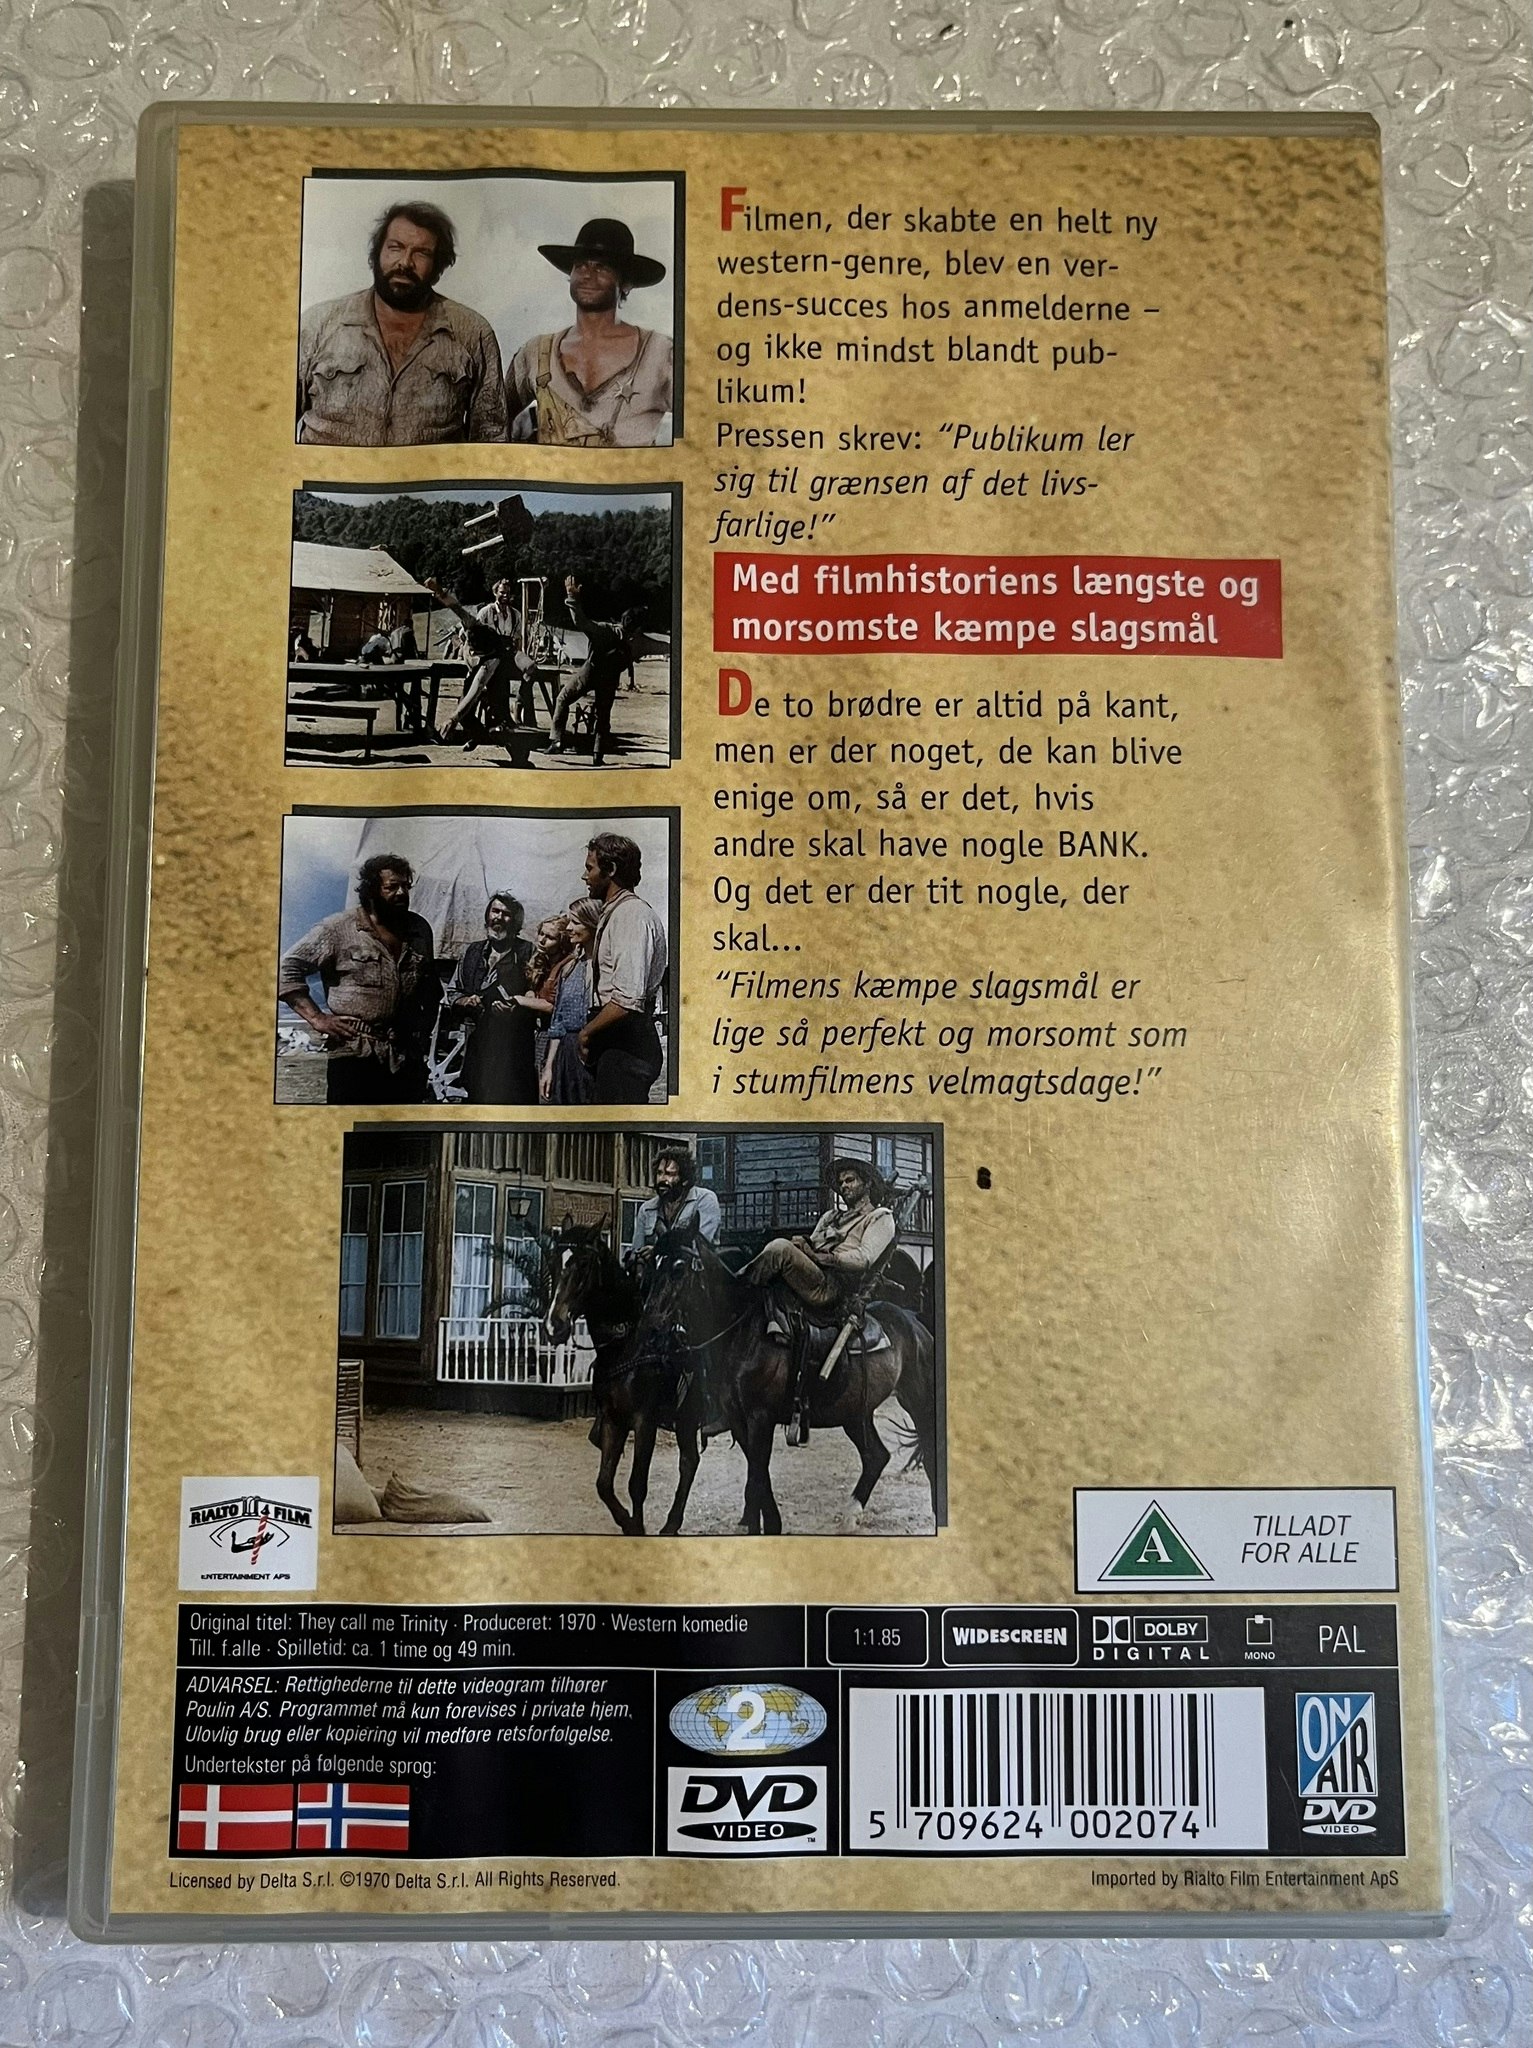 Filmen, der skabte en helt ny
western-genre, blev en ver-
dens-succes hos anmelderne –
og ikke mindst blandt pub-
likum!
Pressen skrev: “Publikum ler
sig til grænsen af det livs-
farlige!”
Med filmhistoriens længste og
morsomste kæmpe slagsmål
De to brødre er altid på kant,
men er der noget, de kan blive
enige om, så er det, hvis
andre skal have nogle BANK.
Og det er der tit nogle, der
skal...
“Filmens kæmpe slagsmål er
lige så perfekt og morsomt som
i stumfilmens velmagtsdage!”
RIALTO FILM
ENTERTAINMENT APS
A
TILLADT
FOR ALLE
Original titel: They call me Trinity · Produceret: 1970 · Western komedie
Till. f.alle · Spilletid: ca. 1 time og 49 min.
1:1.85
WIDESCREEN
DOLBY
DIGITAL
MONO
PAL
ADVARSEL: Rettighederne til dette videogram tilhører
Poulin A/S. Programmet må kun forevises i private hjem,
Ulovlig brug eller kopiering vil medføre retsforfølgelse.
Undertekster på følgende sprog:
2
DVD
VIDEO
TM
5 709624 002074
ON
AIR
DVD
VIDEO
Licensed by Delta S.r.l. ©1970 Delta S.r.l. All Rights Reserved.
Imported by Rialto Film Entertainment ApS